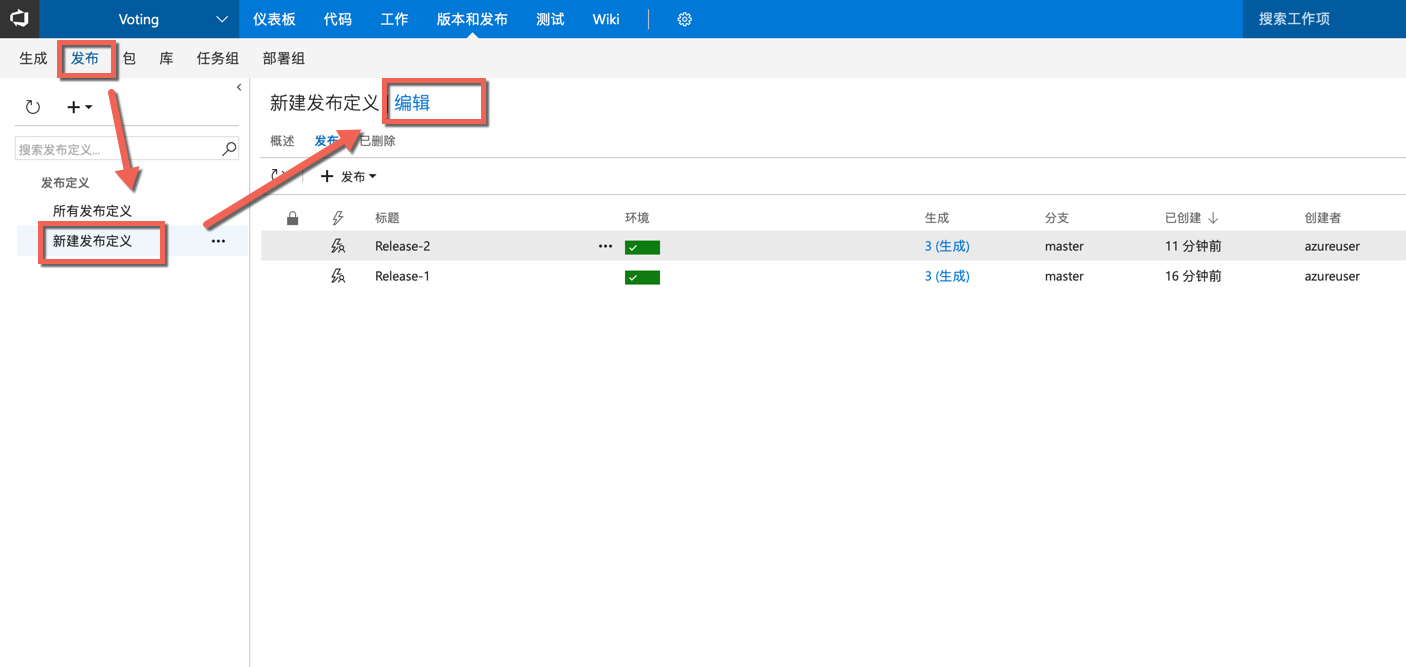 Voting 仪表板 代码 工作 版本和发布 测试 Wiki 搜索工作项
生成 发布 包 库 任务组 部署组
搜索发布定义...
发布定义
所有发布定义
新建发布定义 ...
新建发布定义 | 编辑
概述 发布 已删除
+ 发布
标题 环境 生成 分支 已创建 ↓ 创建者
Release-2 ... 3 (生成) master 11 分钟前 azureuser
Release-1 3 (生成) master 16 分钟前 azureuser